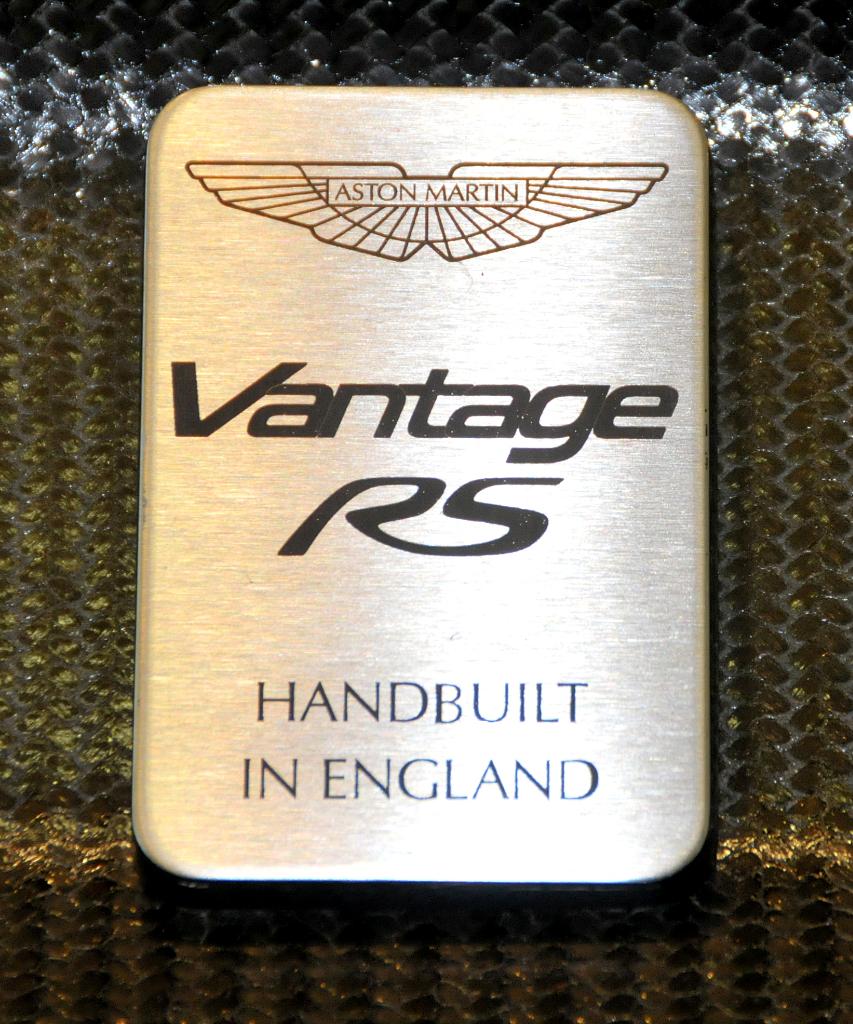 ASTON MARTIN
Vantage
RS
HANDBUILT
IN ENGLAND